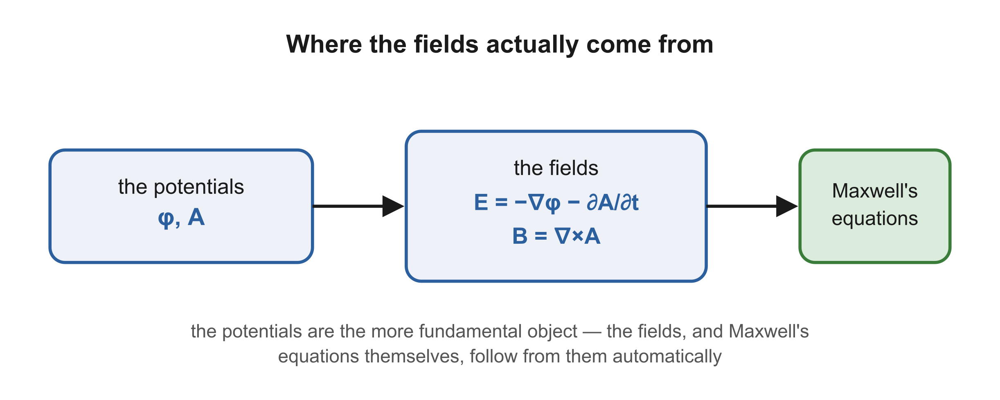 Where the fields actually come from
the potentials
φ, A
the fields
E = −∇φ − ∂A/∂t
B = ∇×A
Maxwell's
equations
the potentials are the more fundamental object — the fields, and Maxwell's
equations themselves, follow from them automatically